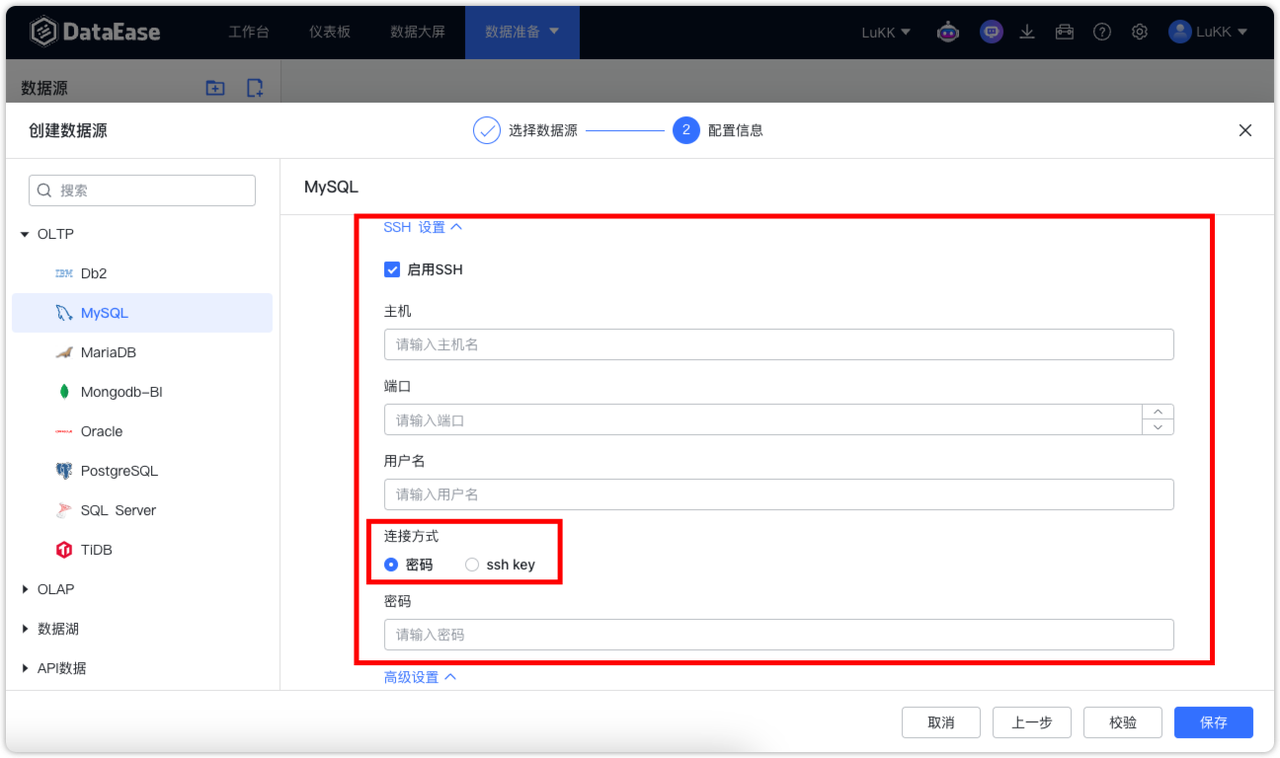 DataEase 工作台 仪表板 数据大屏 数据准备 LuKK LuKK
数据源
创建数据源 选择数据源 2 配置信息
搜索
MySQL
OLTP
IBM Db2
MySQL
MariaDB
Mongodb-BI
Oracle
PostgreSQL
SQL Server
TiDB
OLAP
数据湖
API数据
SSH 设置
启用SSH
主机
请输入主机名
端口
请输入端口
用户名
请输入用户名
连接方式
密码 ssh key
密码
请输入密码
高级设置
取消 上一步 校验 保存